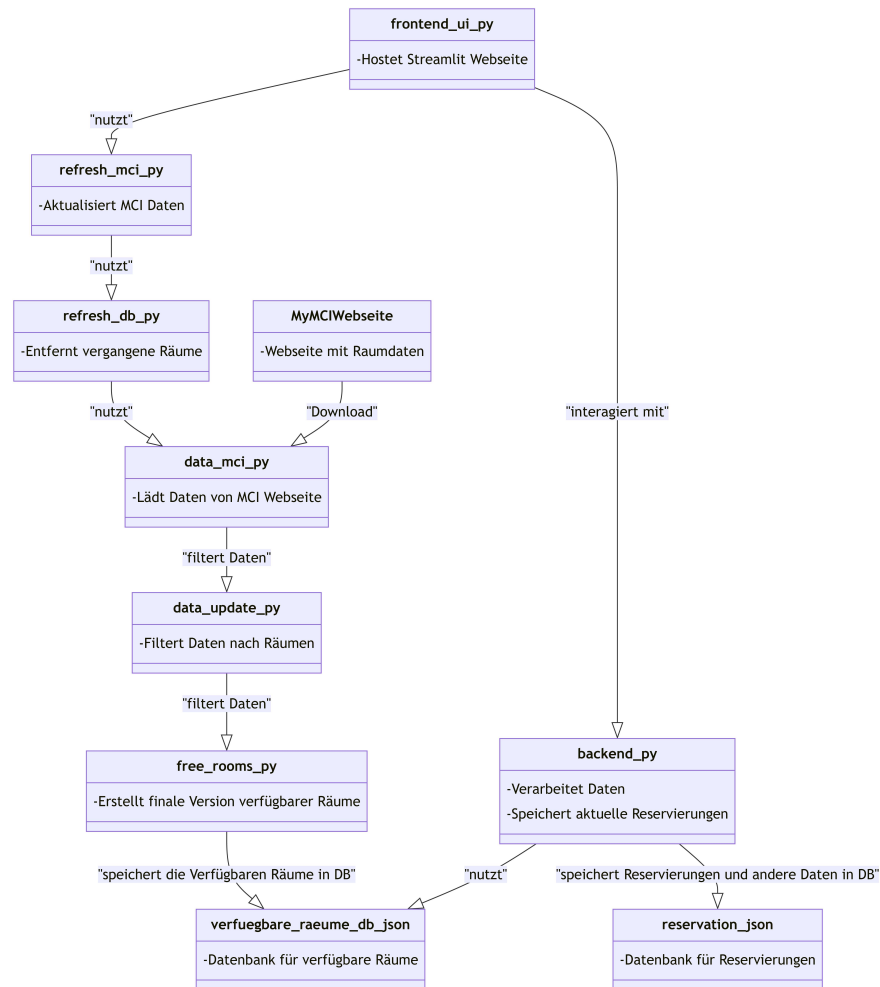 frontend_ui_py
-Hostet Streamlit Webseite
"nutzt"
refresh_mci_py
-Aktualisiert MCI Daten
"nutzt"
refresh_db_py
-Entfernt vergangene Räume
MyMCIWebseite
-Webseite mit Raumdaten
"nutzt"
"Download"
"interagiert mit"
data_mci_py
-Lädt Daten von MCI Webseite
"filtert Daten"
data_update_py
-Filtert Daten nach Räumen
"filtert Daten"
free_rooms_py
-Erstellt finale Version verfügbarer Räume
backend_py
-Verarbeitet Daten
-Speichert aktuelle Reservierungen
"speichert die Verfügbaren Räume in DB"
"nutzt"
"speichert Reservierungen und andere Daten in DB"
verfuegbare_raeume_db_json
-Datenbank für verfügbare Räume
reservation_json
-Datenbank für Reservierungen